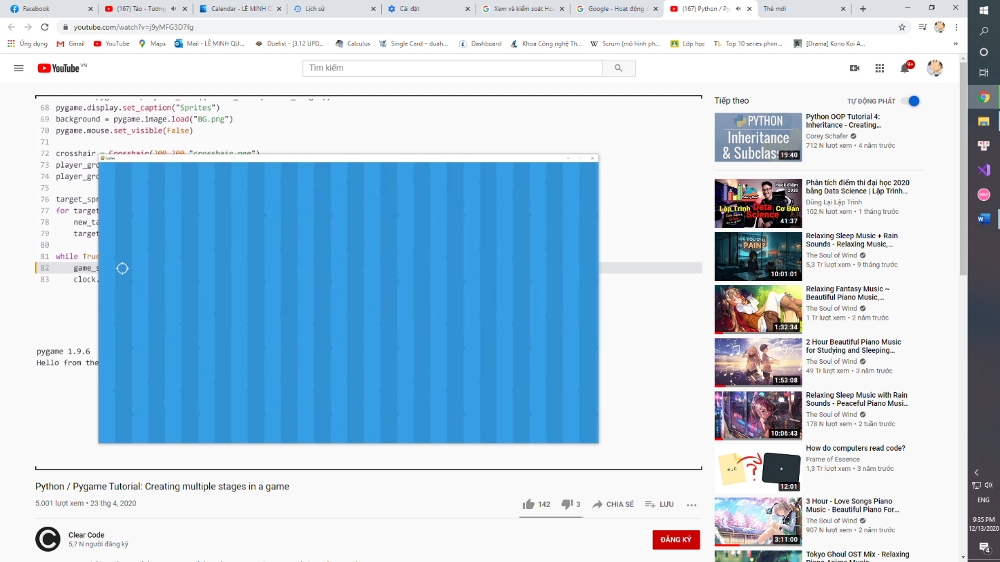 Facebook
(167) Táo - Tương
Calendar - LÊ MINH Q
Lịch sử
Cài đặt
Xem và kiểm soát Ho
Google - Hoạt động c
(167) Python / Py
Thẻ mới
youtube.com/watch?v=j9yMFG3D7fg
Ứng dụng
Gmail
YouTube
Maps
Mail - LÊ MINH QU...
Duelist - [3.12 UPD...
Calculus
Single Card – duah...
Dashboard
Khoa Công nghệ Th...
Scrum (mô hình ph...
Lớp học
Top 10 series phim...
[Drama] Kono Koi A...
YouTube VN
Tìm kiếm
9+
68 pygame.display.set_caption("Sprites")
69 background = pygame.image.load("BG.png")
70 pygame.mouse.set_visible(False)
71
72 crosshair = Crosshair(200,200,"crosshair.png")
73 player_gro
74 player_gro
75
76 target_spr
77 for target
78 new_ta
79 target
80
81 while True
82 game_s
83 clock.
Sprites
pygame 1.9.6
Hello from the
Python / Pygame Tutorial: Creating multiple stages in a game
5.001 lượt xem • 23 thg 4, 2020
142
3
CHIA SẺ
LƯU
Clear Code
5,7 N người đăng ký
ĐĂNG KÝ
Tiếp theo
TỰ ĐỘNG PHÁT
PYTHON
Inheritance
& Subclass
19:40
Python OOP Tutorial 4:
Inheritance - Creating...
Corey Schafer
712 N lượt xem • 4 năm trước
Hack điểm
2020
Lập Trình Data Science Cơ Bản
41:37
Phân tích điểm thi đại học 2020
bằng Data Science | Lập Trình...
Dũng Lại Lập Trình
102 N lượt xem • 1 tháng trước
ARE YOU STILL
IN PAIN?
10:01:01
Relaxing Sleep Music + Rain
Sounds - Relaxing Music,...
The Soul of Wind
5,3 Tr lượt xem • 9 tháng trước
1:32:34
Relaxing Fantasy Music ~
Beautiful Piano Music,...
The Soul of Wind
1 Tr lượt xem • 2 năm trước
1:53:08
2 Hour Beautiful Piano Music
for Studying and Sleeping...
The Soul of Wind
49 Tr lượt xem • 3 năm trước
10:06:43
Relaxing Sleep Music with Rain
Sounds - Peaceful Piano Musi...
The Soul of Wind
178 N lượt xem • 2 tuần trước
*.C
?
12:01
How do computers read code?
Frame of Essence
1,3 Tr lượt xem • 3 năm trước
3:11:00
3 Hour - Love Songs Piano
Music - Beautiful Piano For...
The Soul of Wind
907 N lượt xem • 2 năm trước
Tokyo Ghoul OST Mix - Relaxing
osu!
ENG
9:35 PM
12/13/2020
4